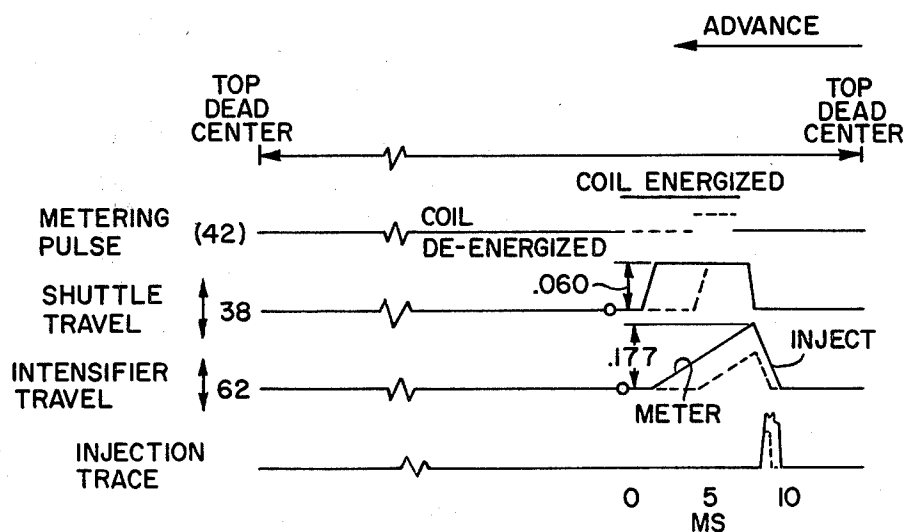 ADVANCE
TOP
DEAD
CENTER
TOP
DEAD
CENTER
COIL ENERGIZED
METERING
PULSE
(42)
COIL
DE-ENERGIZED
SHUTTLE
TRAVEL
38
.060
INTENSIFIER
TRAVEL
62
.177
METER
INJECT
INJECTION
TRACE
0 5 10
MS